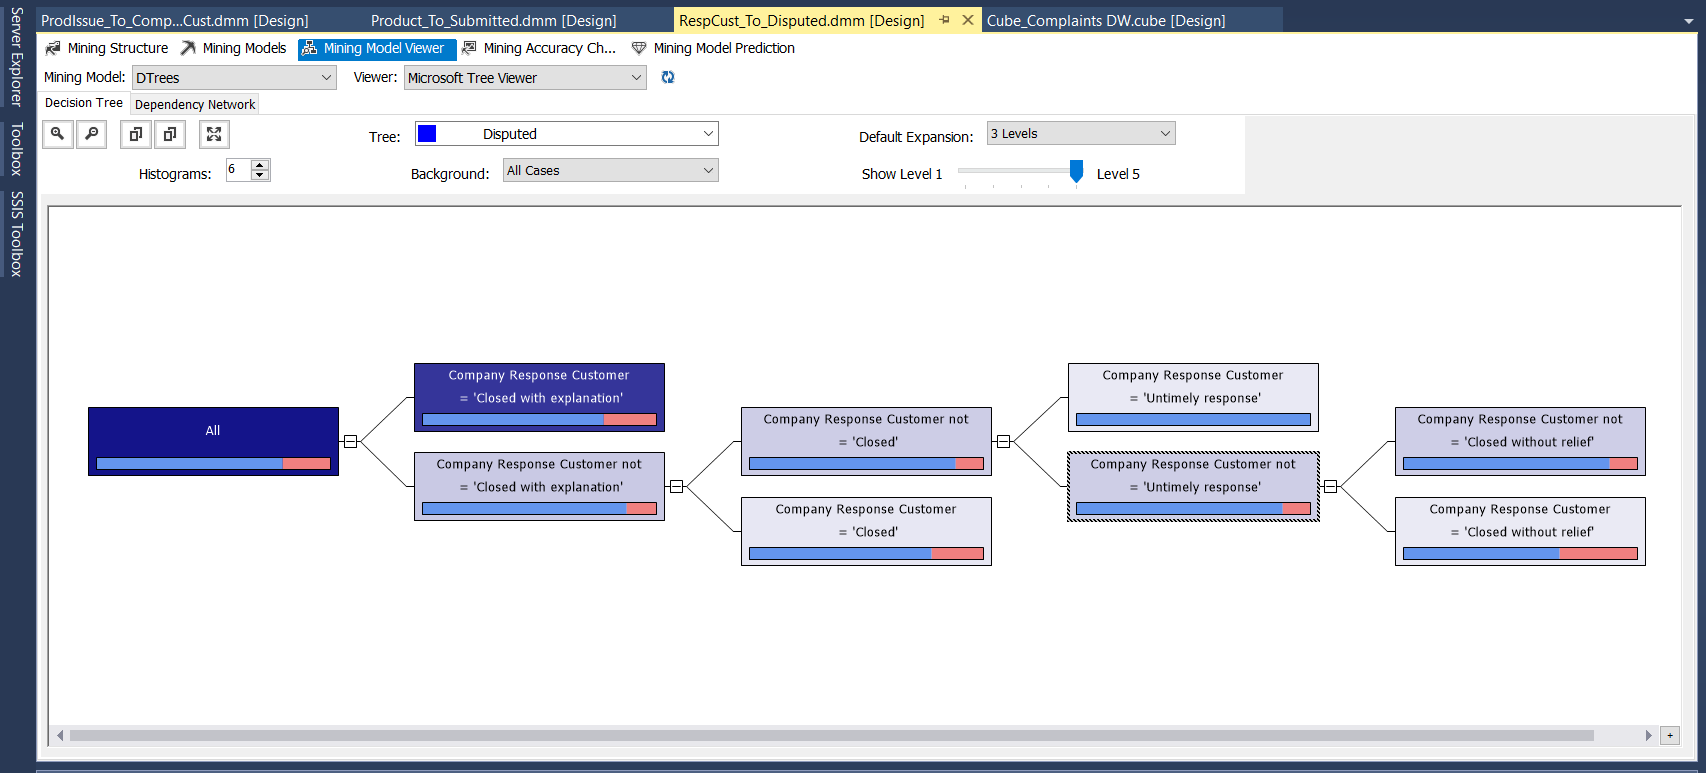 Server Explorer
Toolbox
SSIS Toolbox
ProdIssue_To_Comp...Cust.dmm [Design]
Product_To_Submitted.dmm [Design]
RespCust_To_Disputed.dmm [Design]
Cube_Complaints DW.cube [Design]
Mining Structure
Mining Models
Mining Model Viewer
Mining Accuracy Ch...
Mining Model Prediction
Mining Model: DTrees
Viewer: Microsoft Tree Viewer
Decision Tree
Dependency Network
Tree: Disputed
Default Expansion: 3 Levels
Histograms: 6
Background: All Cases
Show Level 1
Level 5
All
Company Response Customer
= 'Closed with explanation'
Company Response Customer not
= 'Closed with explanation'
Company Response Customer not
= 'Closed'
Company Response Customer
= 'Closed'
Company Response Customer
= 'Untimely response'
Company Response Customer not
= 'Untimely response'
Company Response Customer not
= 'Closed without relief'
Company Response Customer
= 'Closed without relief'